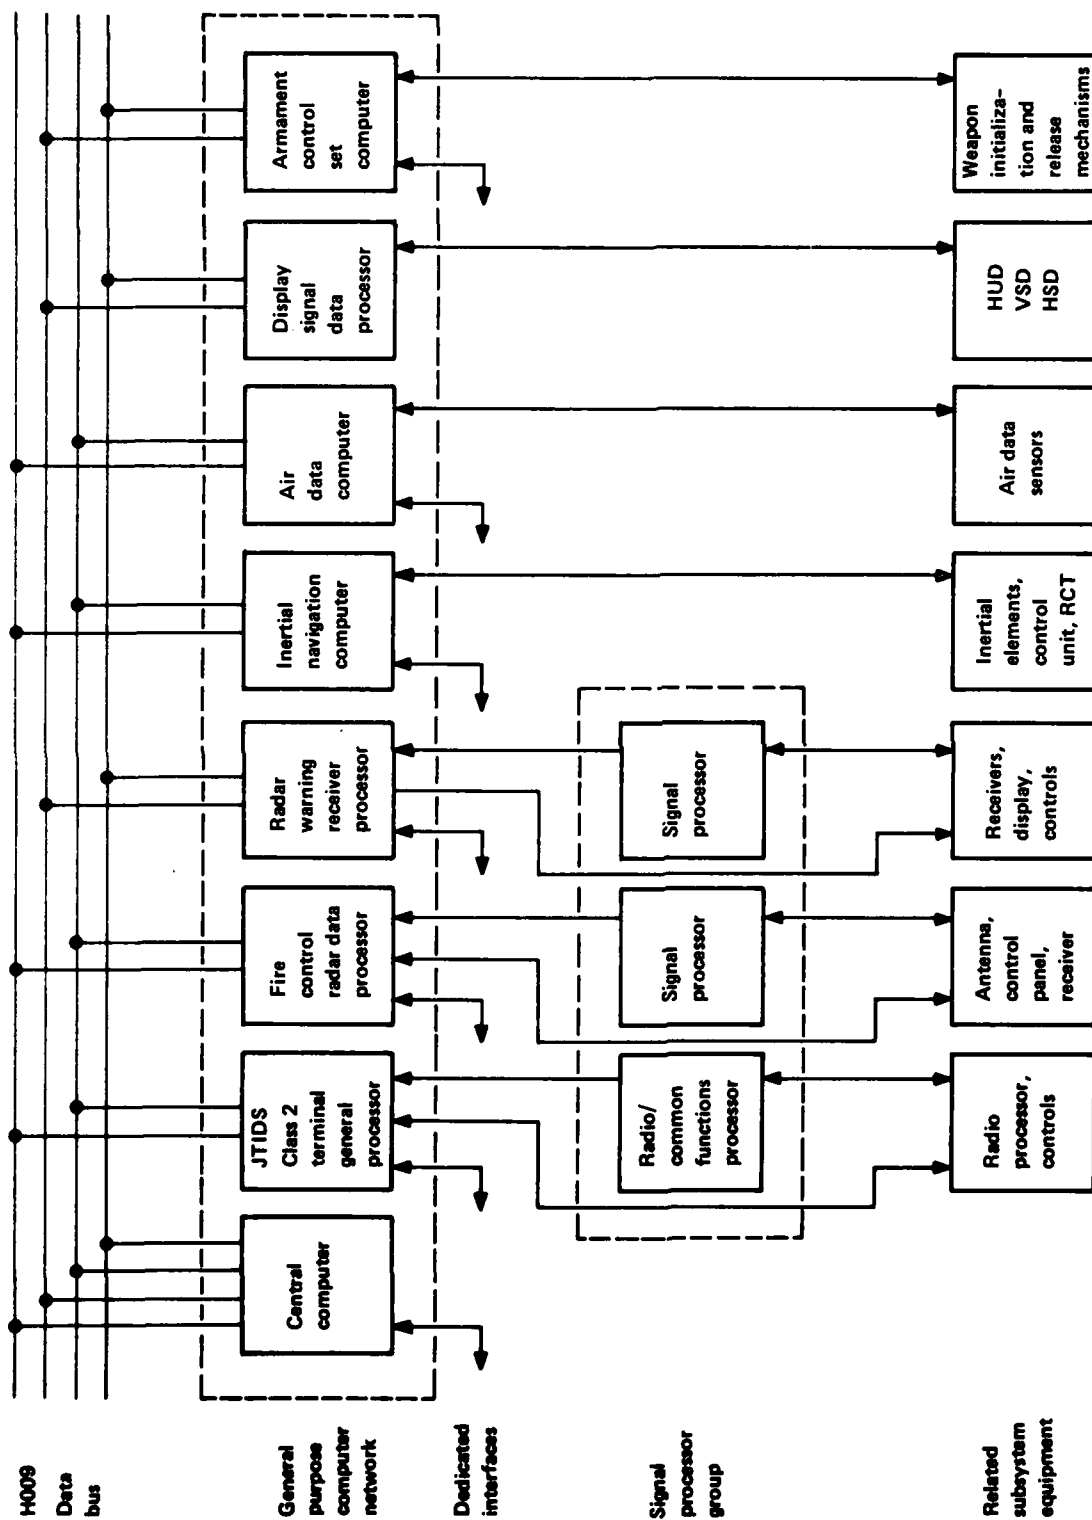 H009
Data
bus
General
purpose
computer
network
Central
computer
JTIDS
Class 2
terminal
general
processor
Fire
control
radar data
processor
Radar
warning
receiver
processor
Inertial
navigation
computer
Air
data
computer
Display
signal
data
processor
Armament
control
set
computer
Dedicated
interfaces
Signal
processor
group
Radio/
common
functions
processor
Signal
processor
Signal
processor
Related
subsystem
equipment
Radio
processor,
controls
Antenna,
control
panel,
receiver
Receivers,
display,
controls
Inertial
elements,
control
unit, RCT
Air data
sensors
HUD
VSD
HSD
Weapon
initializa-
tion and
release
mechanisms